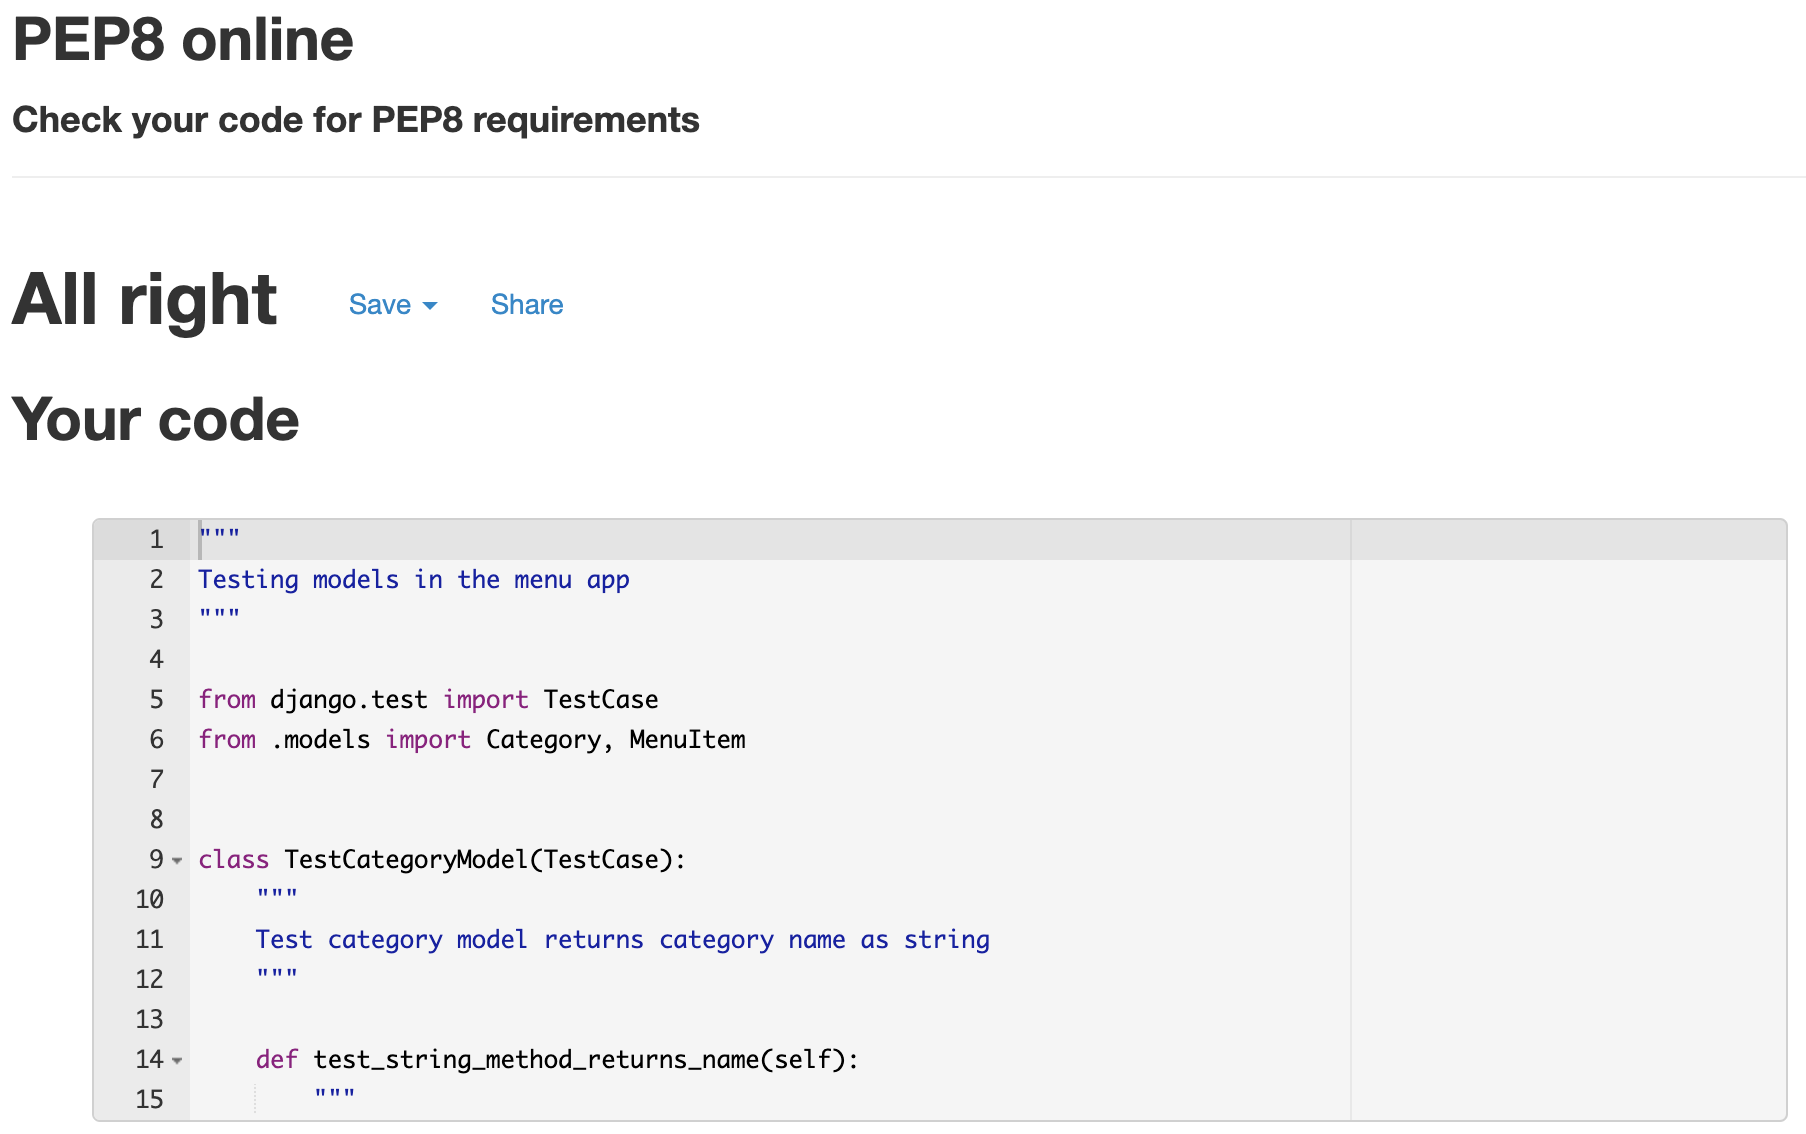 PEP8 online
Check your code for PEP8 requirements
All right Save Share
Your code
1 """
2 Testing models in the menu app
3 """
4
5 from django.test import TestCase
6 from .models import Category, MenuItem
7
8
9 class TestCategoryModel(TestCase):
10     """
11     Test category model returns category name as string
12     """
13
14     def test_string_method_returns_name(self):
15         """